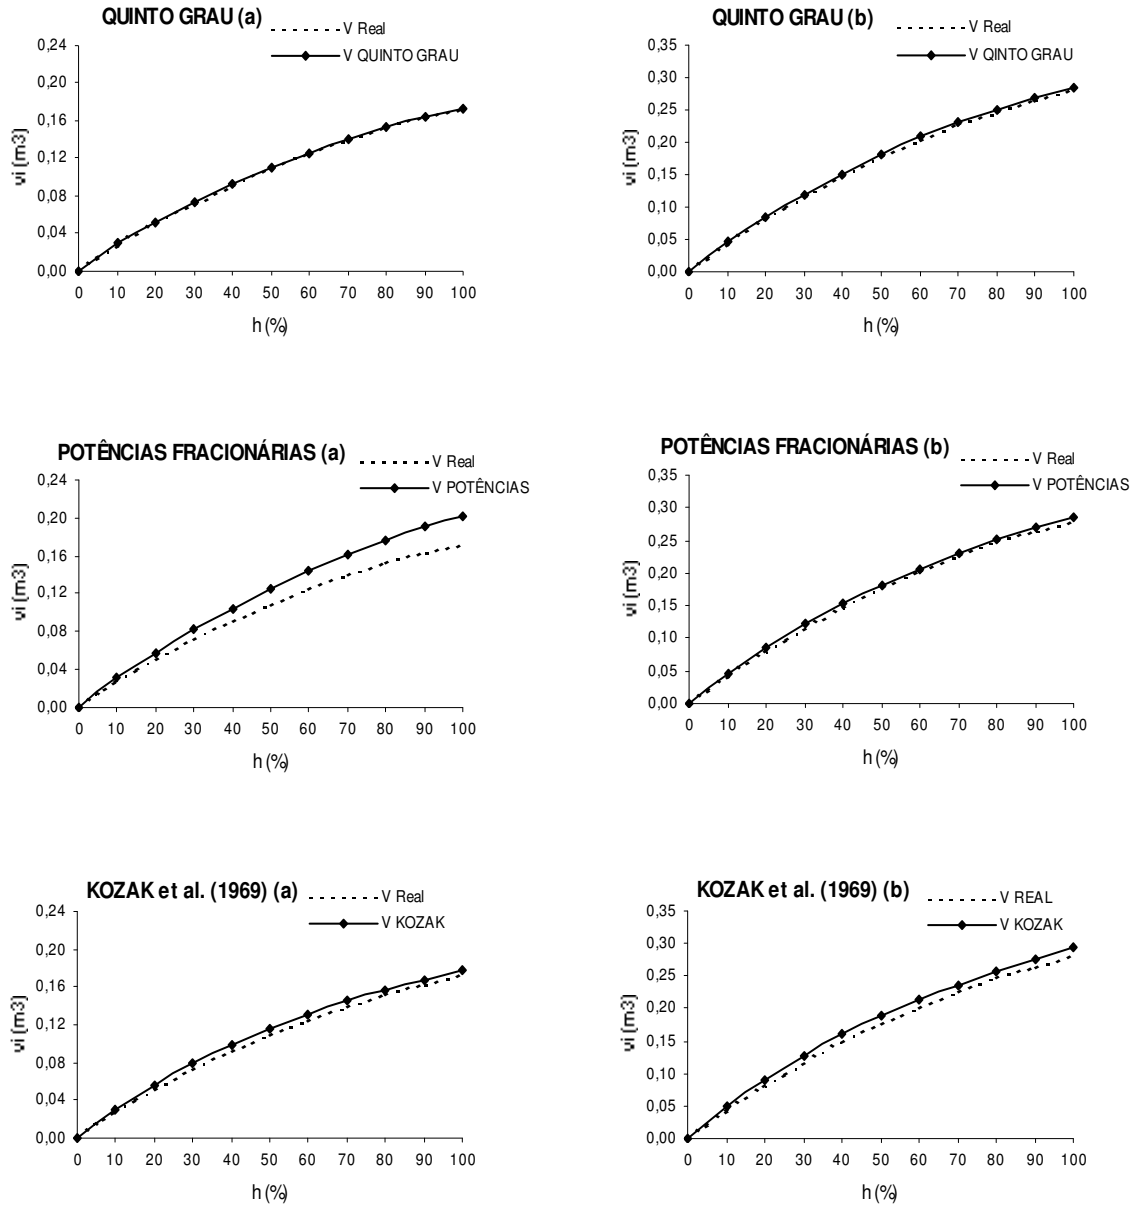 QUINTO GRAU (a)
V Real
V QUINTO GRAU
0,24
0,20
0,16
0,12
0,08
0,04
0,00
vi (m3)
0 10 20 30 40 50 60 70 80 90 100
h (%)
QUINTO GRAU (b)
V Real
V QINTO GRAU
0,35
0,30
0,25
0,20
0,15
0,10
0,05
0,00
vi (m3)
0 10 20 30 40 50 60 70 80 90 100
h (%)
POTÊNCIAS FRACIONÁRIAS (a)
V Real
V POTÊNCIAS
0,24
0,20
0,16
0,12
0,08
0,04
0,00
vi (m3)
0 10 20 30 40 50 60 70 80 90 100
h (%)
POTÊNCIAS FRACIONÁRIAS (b)
V Real
V POTÊNCIAS
0,35
0,30
0,25
0,20
0,15
0,10
0,05
0,00
vi (m3)
0 10 20 30 40 50 60 70 80 90 100
h (%)
KOZAK et al. (1969) (a)
V Real
V KOZAK
0,24
0,20
0,16
0,12
0,08
0,04
0,00
vi (m3)
0 10 20 30 40 50 60 70 80 90 100
h (%)
KOZAK et al. (1969) (b)
V REAL
V KOZAK
0,35
0,30
0,25
0,20
0,15
0,10
0,05
0,00
vi (m3)
0 10 20 30 40 50 60 70 80 90 100
h (%)